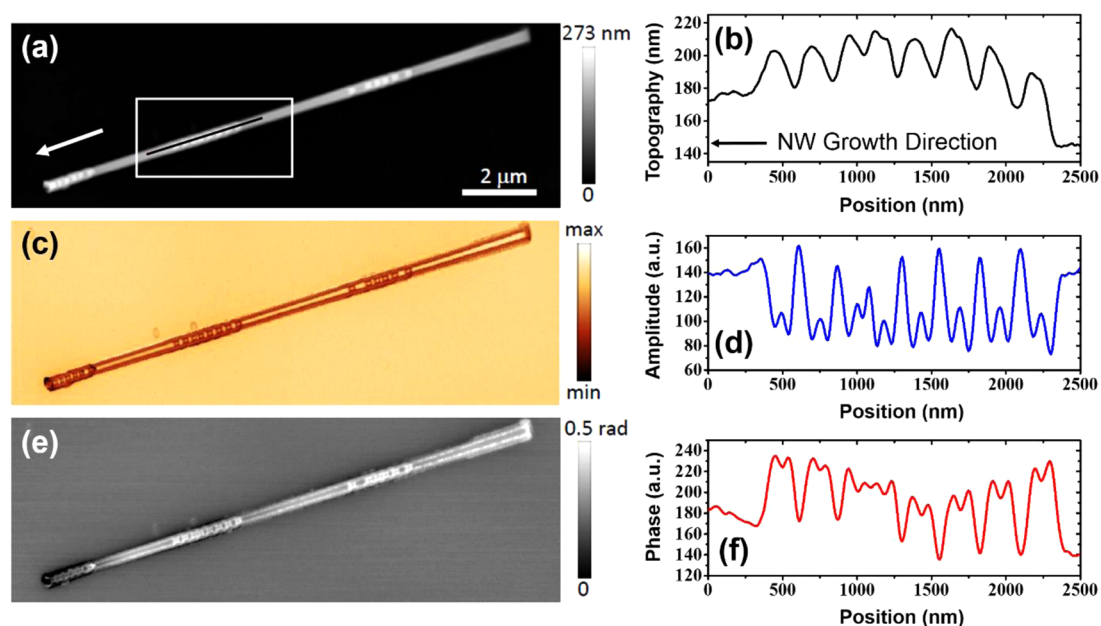 (a)
273 nm
0
2 μm
(b)
Topography (nm)
220
200
180
160
140
NW Growth Direction
0 500 1000 1500 2000 2500
Position (nm)
(c)
max
min
(d)
Amplitude (a.u.)
160
140
120
100
80
60
0 500 1000 1500 2000 2500
Position (nm)
(e)
0.5 rad
0
(f)
Phase (a.u.)
240
220
200
180
160
140
120
0 500 1000 1500 2000 2500
Position (nm)